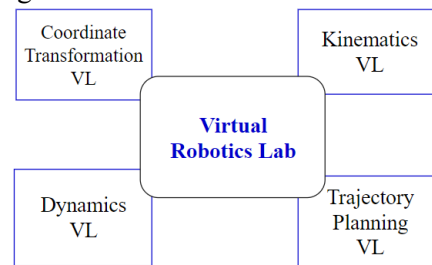 Coordinate
Transformation
VL
Kinematics
VL
Virtual
Robotics Lab
Dynamics
VL
Trajectory
Planning
VL